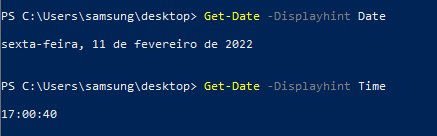 PS C:\Users\samsung\desktop> Get-Date -Displayhint Date
sexta-feira, 11 de fevereiro de 2022
PS C:\Users\samsung\desktop> Get-Date -Displayhint Time
17:00:40